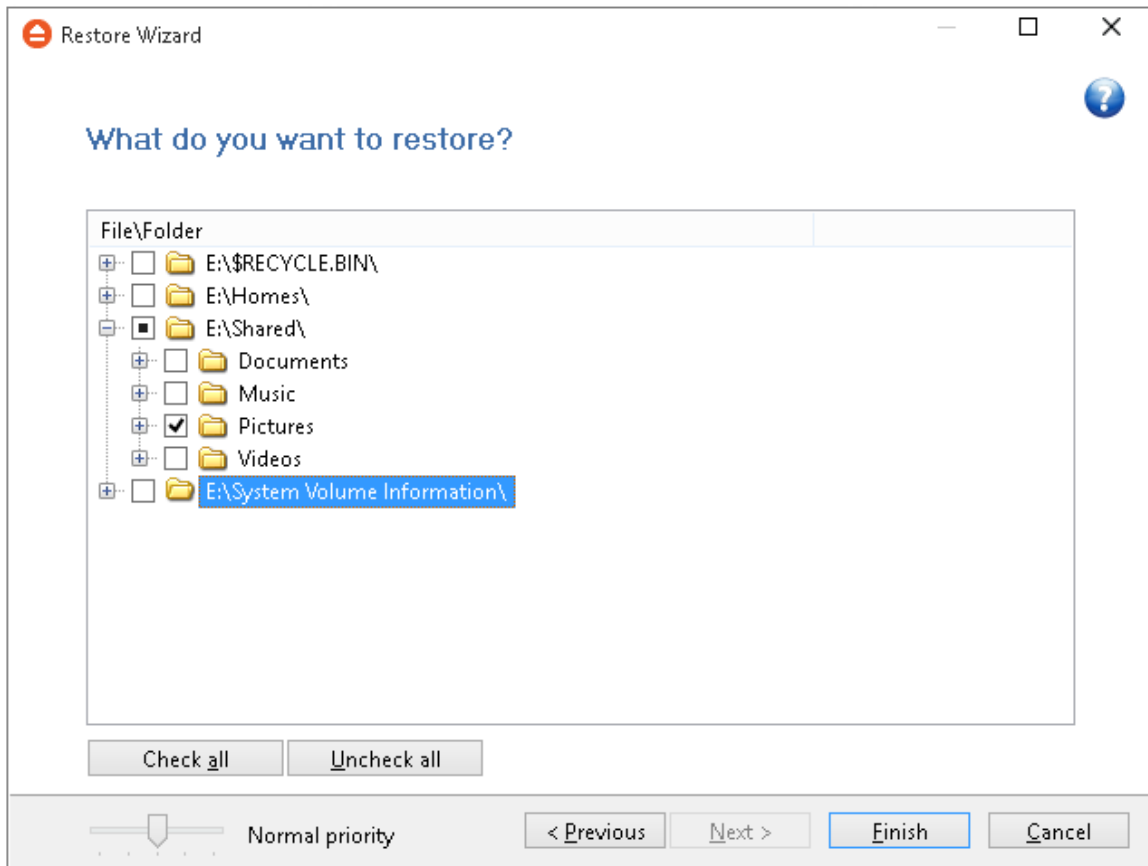 Restore Wizard
What do you want to restore?
File\Folder
E:\$RECYCLE.BIN\
E:\Homes\
E:\Shared\
Documents
Music
Pictures
Videos
E:\System Volume Information\
Check all Uncheck all
Normal priority < Previous Next > Finish Cancel